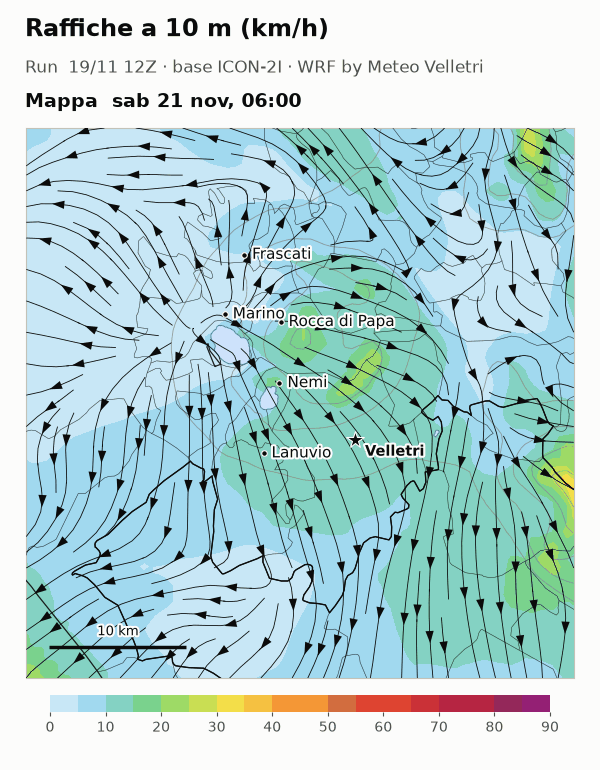 Raffiche a 10 m (km/h)
Run 19/11 12Z · base ICON-2I · WRF by Meteo Velletri
Mappa sab 21 nov, 06:00
Frascati
Marino
Rocca di Papa
Nemi
Velletri
Lanuvio
10 km
0 10 20 30 40 50 60 70 80 90